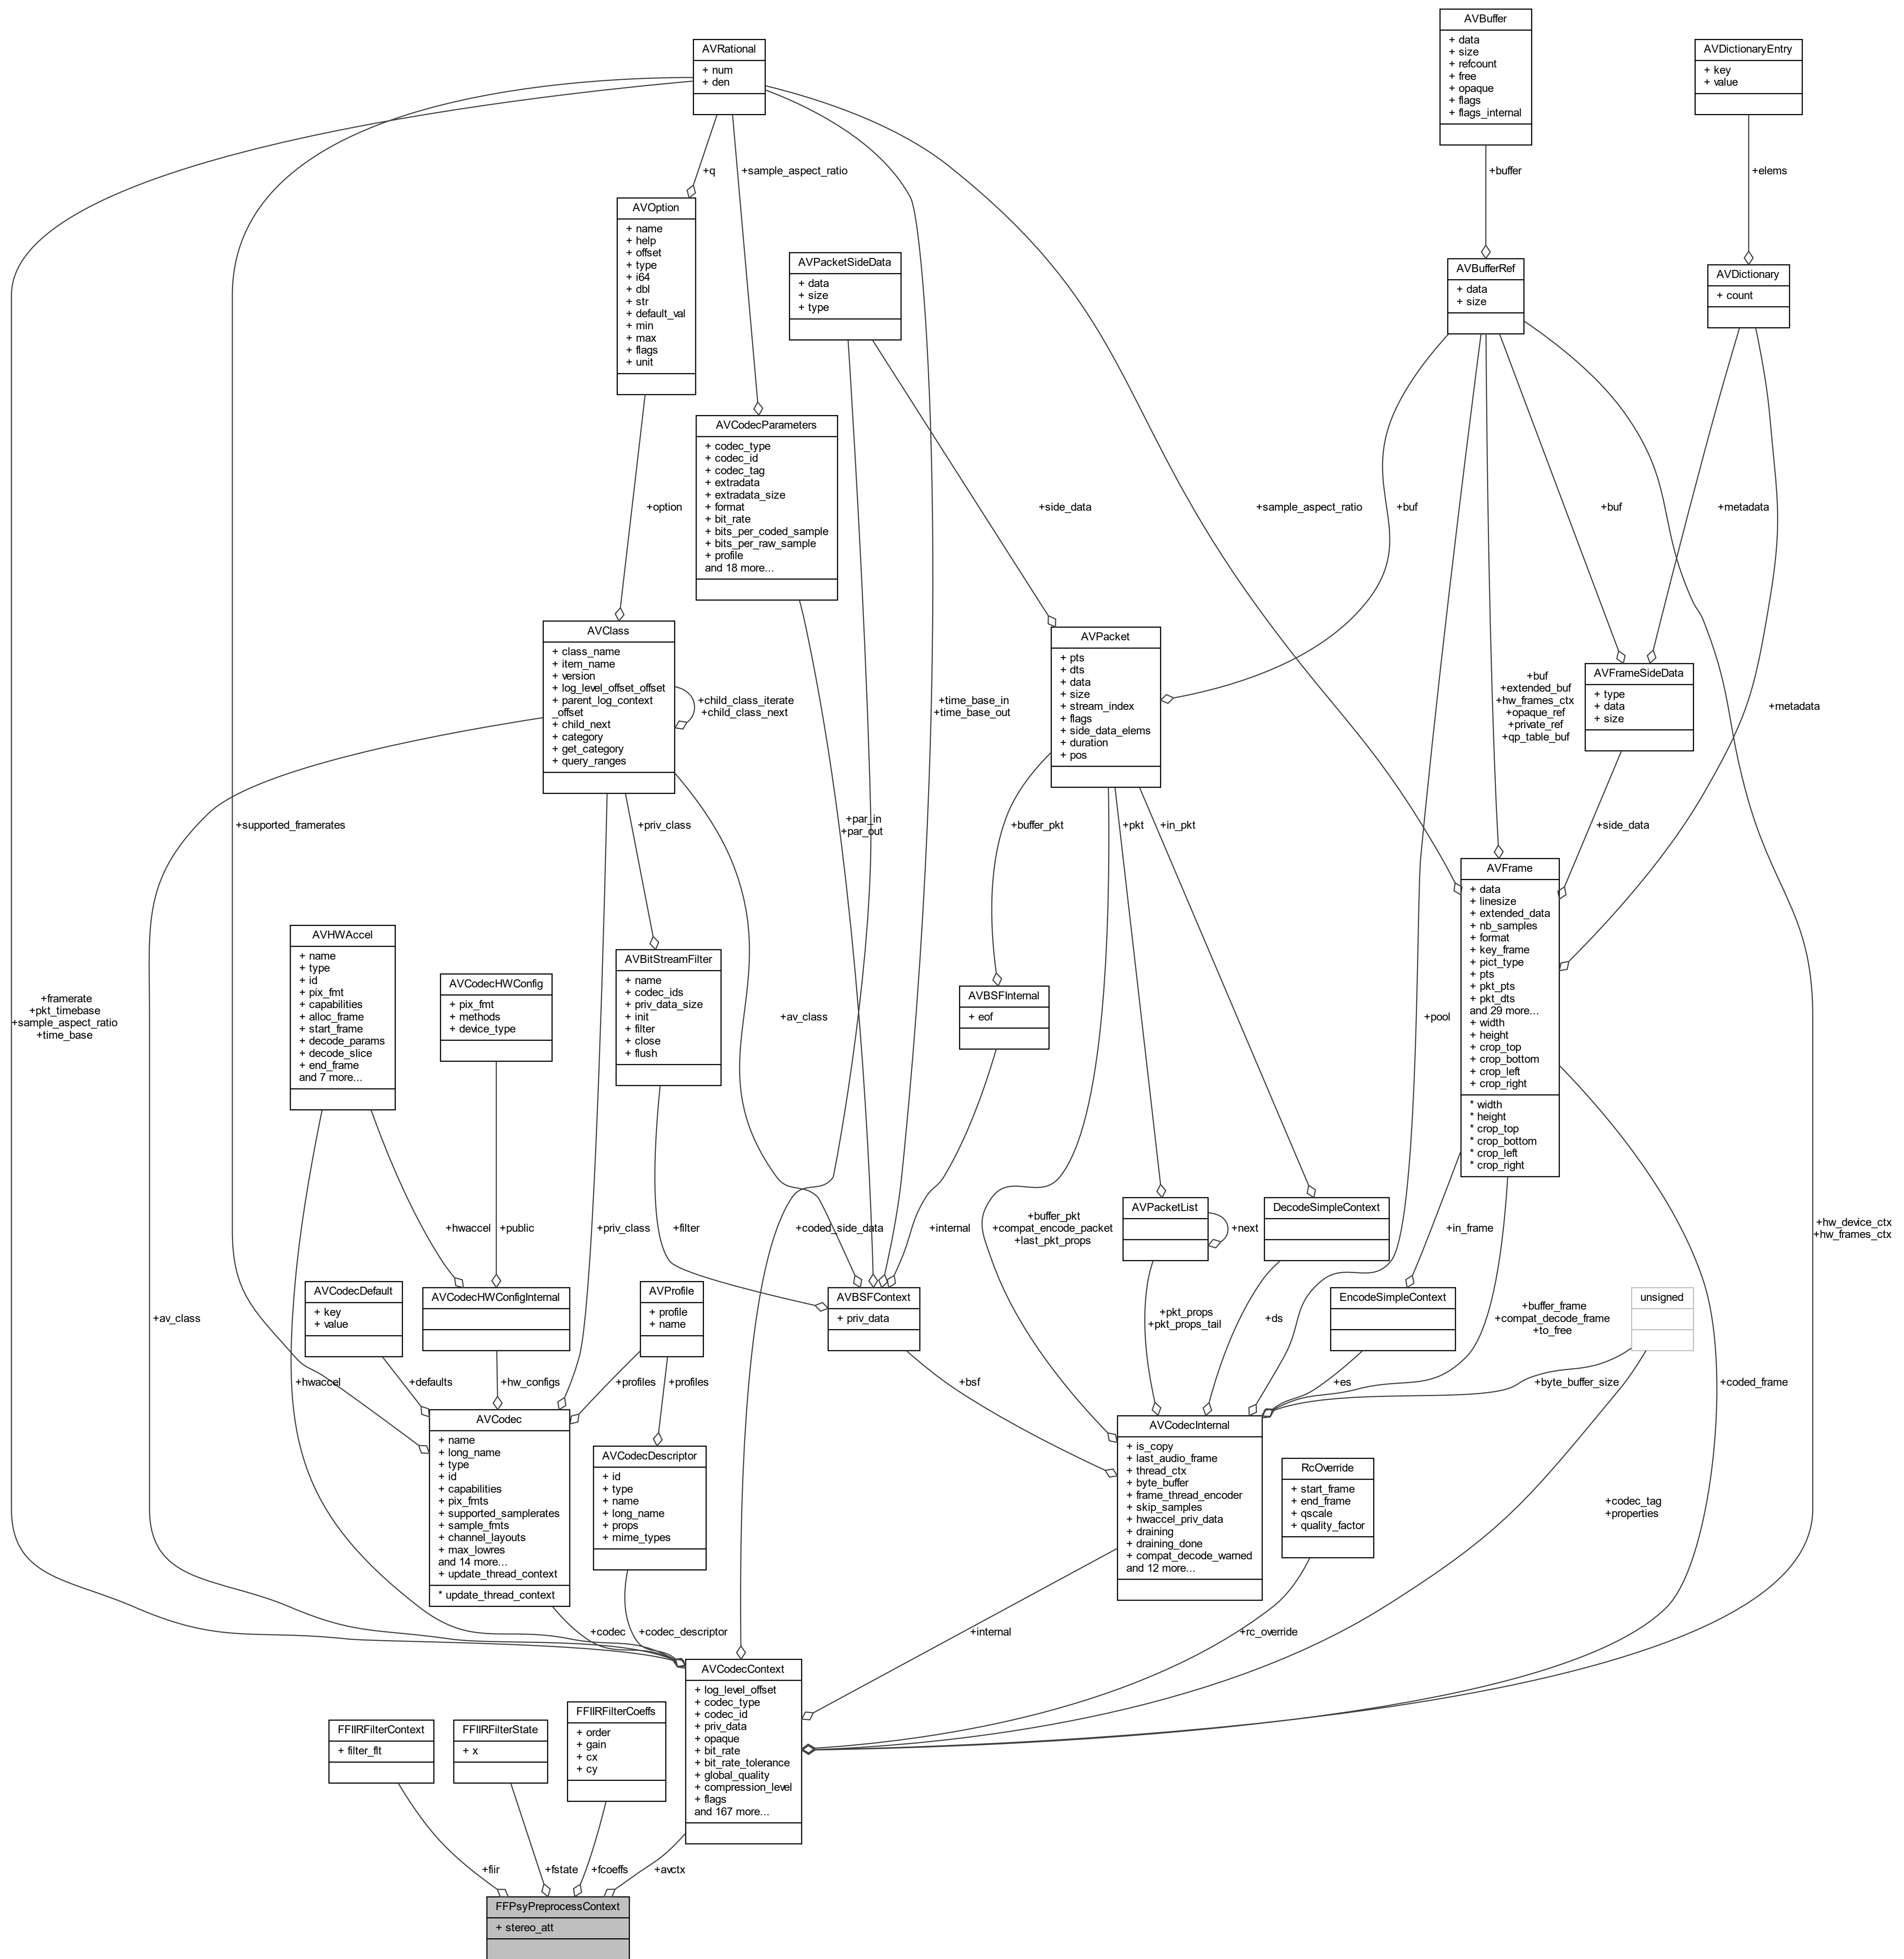 AVBuffer
+ data
+ size
+ refcount
+ free
+ opaque
+ flags
+ flags_internal
AVRational
+ num
+ den
AVDictionaryEntry
+ key
+ value
+q
+sample_aspect_ratio
+buffer
+elems
AVOption
+ name
+ help
+ offset
+ type
+ i64
+ dbl
+ str
+ default_val
+ min
+ max
+ flags
+ unit
AVPacketSideData
+ data
+ size
+ type
AVBufferRef
+ data
+ size
AVDictionary
+ count
AVCodecParameters
+ codec_type
+ codec_id
+ codec_tag
+ extradata
+ extradata_size
+ format
+ bit_rate
+ bits_per_coded_sample
+ bits_per_raw_sample
+ profile
and 18 more...
+option
+side_data
+sample_aspect_ratio
+buf
+buf
+metadata
AVClass
+ class_name
+ item_name
+ version
+ log_level_offset_offset
+ parent_log_context
_offset
+ child_next
+ category
+ get_category
+ query_ranges
+child_class_iterate
+child_class_next
+time_base_in
+time_base_out
AVPacket
+ pts
+ dts
+ data
+ size
+ stream_index
+ flags
+ side_data_elems
+ duration
+ pos
+buf
+extended_buf
+hw_frames_ctx
+opaque_ref
+private_ref
+qp_table_buf
AVFrameSideData
+ type
+ data
+ size
+metadata
+supported_framerates
+priv_class
+par_in
+par_out
+buffer_pkt
+pkt
+in_pkt
+side_data
AVFrame
+ data
+ linesize
+ extended_data
+ nb_samples
+ format
+ key_frame
+ pict_type
+ pts
+ pkt_pts
+ pkt_dts
and 29 more...
+ width
+ height
+ crop_top
+ crop_bottom
+ crop_left
+ crop_right
* width
* height
* crop_top
* crop_bottom
* crop_left
* crop_right
+framerate
+pkt_timebase
+sample_aspect_ratio
+time_base
AVHWAccel
+ name
+ type
+ id
+ pix_fmt
+ capabilities
+ alloc_frame
+ start_frame
+ decode_params
+ decode_slice
+ end_frame
and 7 more...
AVCodecHWConfig
+ pix_fmt
+ methods
+ device_type
AVBitStreamFilter
+ name
+ codec_ids
+ priv_data_size
+ init
+ filter
+ close
+ flush
+av_class
AVBSFInternal
+ eof
+pool
+hwaccel
+public
+priv_class
+filter
+coded_side_data
+internal
+buffer_pkt
+compat_encode_packet
+last_pkt_props
AVPacketList
+next
DecodeSimpleContext
+in_frame
+hw_device_ctx
+hw_frames_ctx
+av_class
AVCodecDefault
+ key
+ value
AVCodecHWConfigInternal
AVProfile
+ profile
+ name
AVBSFContext
+ priv_data
+pkt_props
+pkt_props_tail
+ds
EncodeSimpleContext
+buffer_frame
+compat_decode_frame
+to_free
unsigned
+hwaccel
+defaults
+hw_configs
+profiles
+profiles
+bsf
+es
+byte_buffer_size
+coded_frame
AVCodec
+ name
+ long_name
+ type
+ id
+ capabilities
+ pix_fmts
+ supported_samplerates
+ sample_fmts
+ channel_layouts
+ max_lowres
and 14 more...
+ update_thread_context
* update_thread_context
AVCodecDescriptor
+ id
+ type
+ name
+ long_name
+ props
+ mime_types
AVCodecInternal
+ is_copy
+ last_audio_frame
+ thread_ctx
+ byte_buffer
+ frame_thread_encoder
+ skip_samples
+ hwaccel_priv_data
+ draining
+ draining_done
+ compat_decode_warned
and 12 more...
RcOverride
+ start_frame
+ end_frame
+ qscale
+ quality_factor
+codec_tag
+properties
+codec
+codec_descriptor
+internal
+rc_override
AVCodecContext
+ log_level_offset
+ codec_type
+ codec_id
+ priv_data
+ opaque
+ bit_rate
+ bit_rate_tolerance
+ global_quality
+ compression_level
+ flags
and 167 more...
FFIIRFilterContext
+ filter_flt
FFIIRFilterState
+ x
FFIIRFilterCoeffs
+ order
+ gain
+ cx
+ cy
+fiir
+fstate
+fcoeffs
+avctx
FFPsyPreprocessContext
+ stereo_att